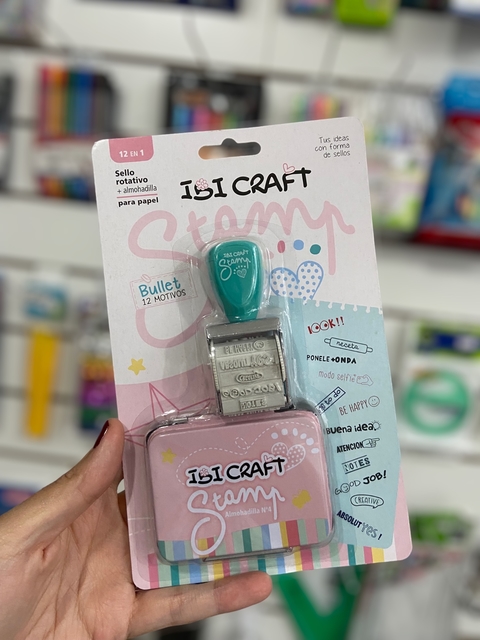 12 EN 1
Sello
rotativo
+ almohadilla
para papel
Tus ideas
con forma
de sellos
IBI CRAFT
Stamp
Bullet
12 MOTIVOS
IBI CRAFT
Stamp
LOOK!!
receta
PONELE+ONDA
modo selfie
to do
BE HAPPY
Buena idea
ATENCION
NOTES
GOOD JOB!
CREATIVE
ABSOLUT yes!
IBI CRAFT
Stamp
Almohadilla Nº4